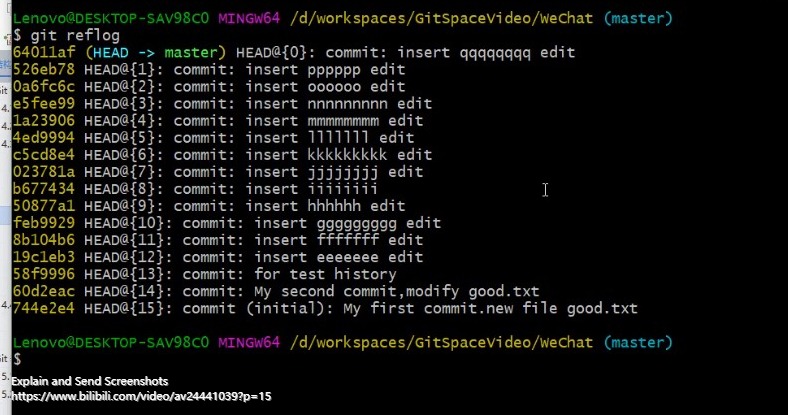 Lenovo@DESKTOP-SAV98C0 MINGW64 /d/workspaces/GitSpaceVideo/WeChat (master)
$ git reflog
64011af (HEAD -> master) HEAD@{0}: commit: insert qqqqqqqq edit
526eb78 HEAD@{1}: commit: insert pppppp edit
0a6fc6c HEAD@{2}: commit: insert oooooo edit
e5fee99 HEAD@{3}: commit: insert nnnnnnnnn edit
1a23906 HEAD@{4}: commit: insert mmmmmmmm edit
4ed9994 HEAD@{5}: commit: insert lllllll edit
c5cd8e4 HEAD@{6}: commit: insert kkkkkkkkk edit
023781a HEAD@{7}: commit: insert jjjjjjjj edit
b677434 HEAD@{8}: commit: insert iiiiiiii
50877a1 HEAD@{9}: commit: insert hhhhhh edit
feb9929 HEAD@{10}: commit: insert ggggggggg edit
8b104b6 HEAD@{11}: commit: insert fffffff edit
19c1eb3 HEAD@{12}: commit: insert eeeeeee edit
58f9996 HEAD@{13}: commit: for test history
60d2eac HEAD@{14}: commit: My second commit,modify good.txt
744e2e4 HEAD@{15}: commit (initial): My first commit.new file good.txt
Lenovo@DESKTOP-SAV98C0 MINGW64 /d/workspaces/GitSpaceVideo/WeChat (master)
$
Explain and Send Screenshots
https://www.bilibili.com/video/av24441039?p=15